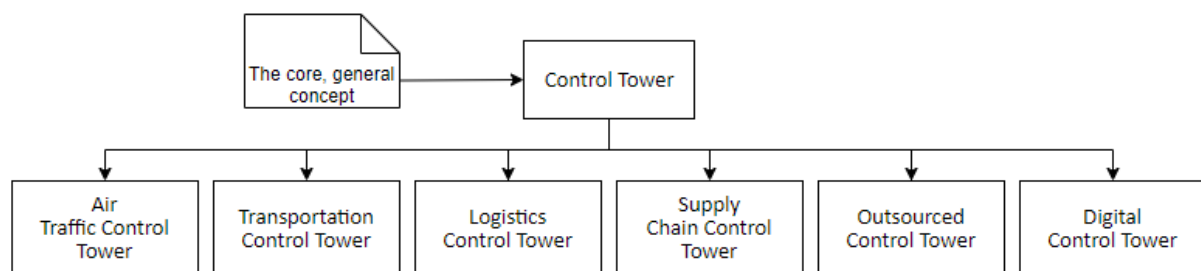 The core, general
concept
Control Tower
Air
Traffic Control
Tower
Transportation
Control Tower
Logistics
Control Tower
Supply
Chain Control
Tower
Outsourced
Control Tower
Digital
Control Tower